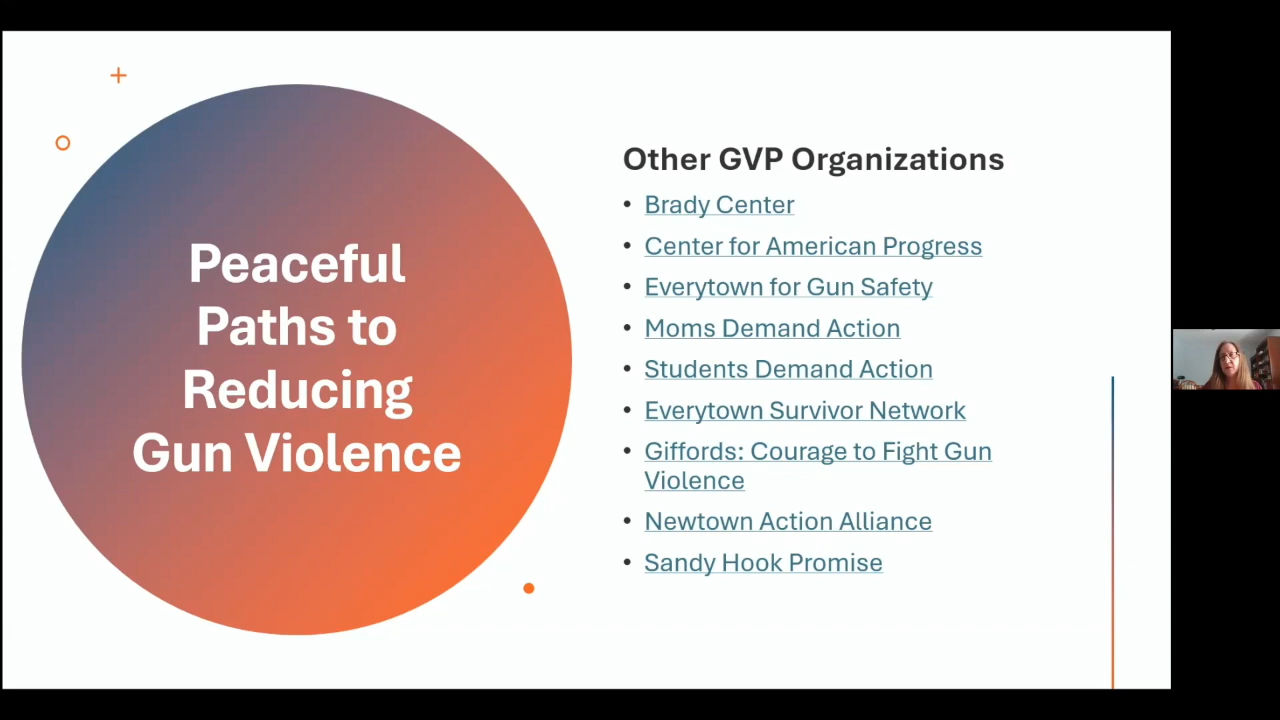 Peaceful
Paths to
Reducing
Gun Violence
Other GVP Organizations
• Brady Center
• Center for American Progress
• Everytown for Gun Safety
• Moms Demand Action
• Students Demand Action
• Everytown Survivor Network
• Giffords: Courage to Fight Gun
Violence
• Newtown Action Alliance
• Sandy Hook Promise